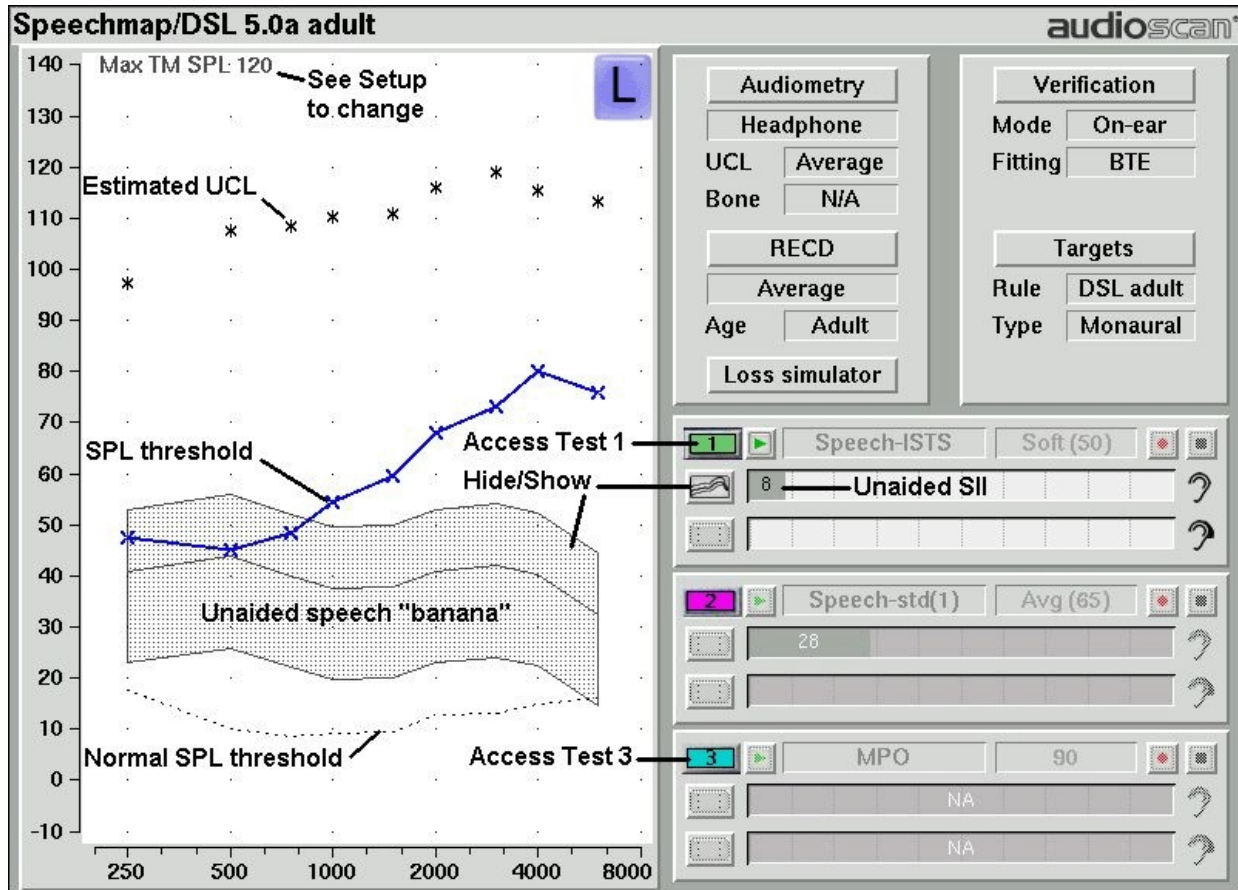 Speechmap/DSL 5.0a adult
audioscan
140
130
120
110
100
90
80
70
60
50
40
30
20
10
0
-10
Max TM SPL 120
See Setup
to change
L
Estimated UCL
SPL threshold
Hide/Show
Unaided speech "banana"
Normal SPL threshold
250 500 1000 2000 4000 8000
Audiometry
Headphone
UCL Average
Bone N/A
RECD
Average
Age Adult
Loss simulator
Verification
Mode On-ear
Fitting BTE
Targets
Rule DSL adult
Type Monaural
Access Test 1
1 Speech-ISTS Soft (50)
8 Unaided SII
2 Speech-std(1) Avg (65)
28
Access Test 3
3 MPO 90
NA
NA